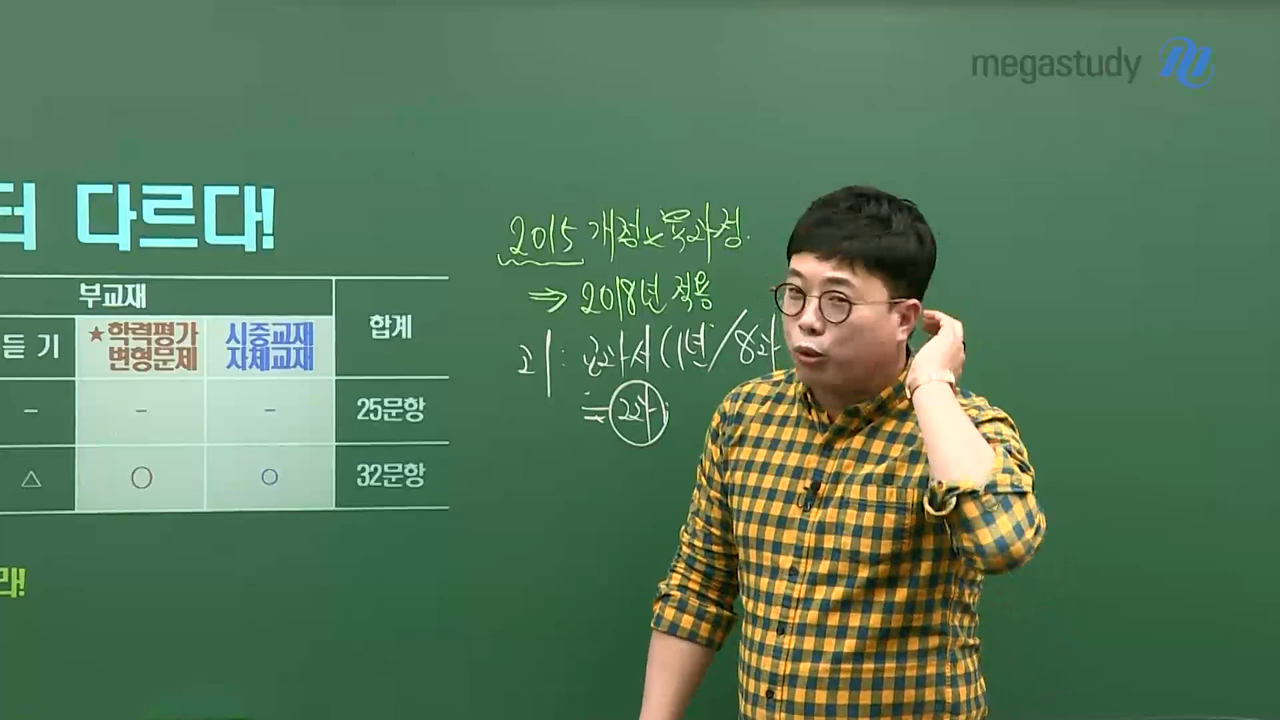 megastudy
터 다르다!
부교재
합계
듣 기
★학력평가
변형문제
시중교재
자체교재
- - - 25문항
△ ○ ○ 32문항
라!
2015 개정 교육과정.
⇒ 2018년 적용
고1: 교과서 (1년/8과
= 2과